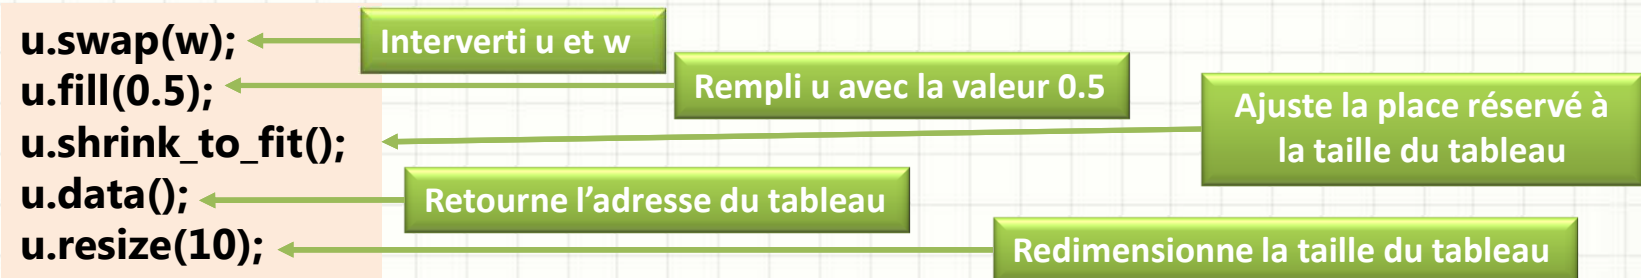 u.swap(w);
Interverti u et w
u.fill(0.5);
Rempli u avec la valeur 0.5
u.shrink_to_fit();
Ajuste la place réservé à
la taille du tableau
u.data();
Retourne l’adresse du tableau
u.resize(10);
Redimensionne la taille du tableau